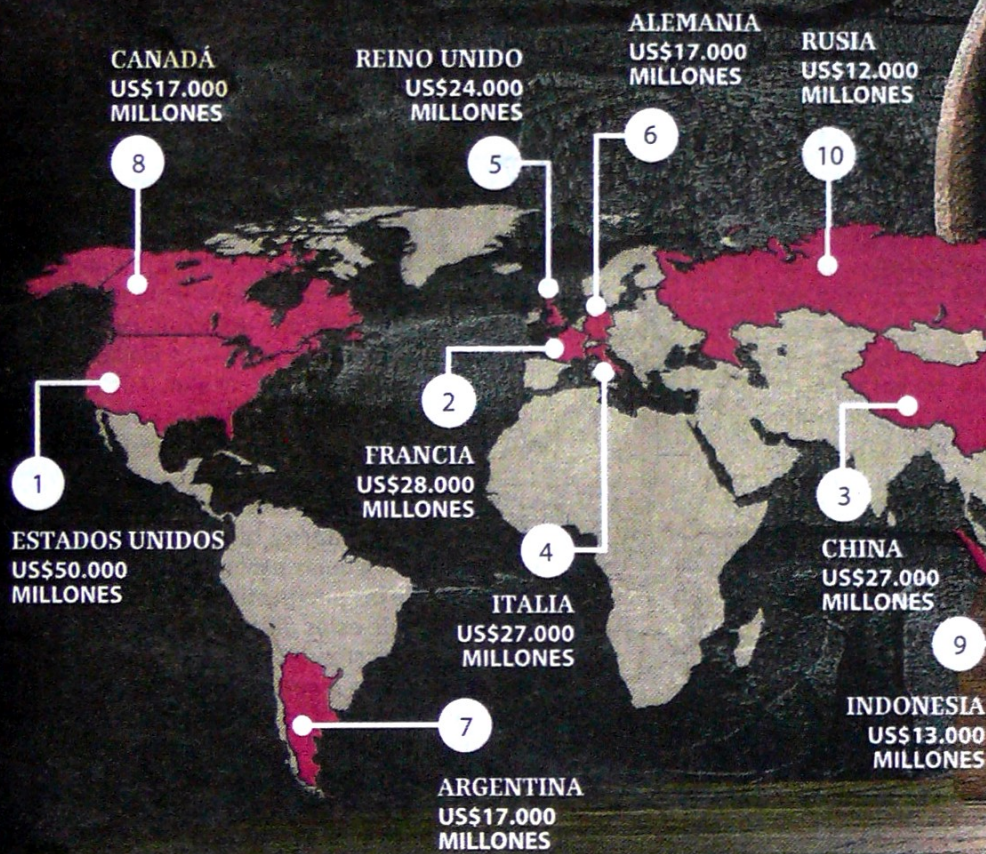 CANADÁ
US$17.000
MILLONES
8
REINO UNIDO
US$24.000
MILLONES
5
ALEMANIA
US$17.000
MILLONES
6
RUSIA
US$12.000
MILLONES
10
1
ESTADOS UNIDOS
US$50.000
MILLONES
2
FRANCIA
US$28.000
MILLONES
4
ITALIA
US$27.000
MILLONES
3
CHINA
US$27.000
MILLONES
9
INDONESIA
US$13.000
MILLONES
7
ARGENTINA
US$17.000
MILLONES